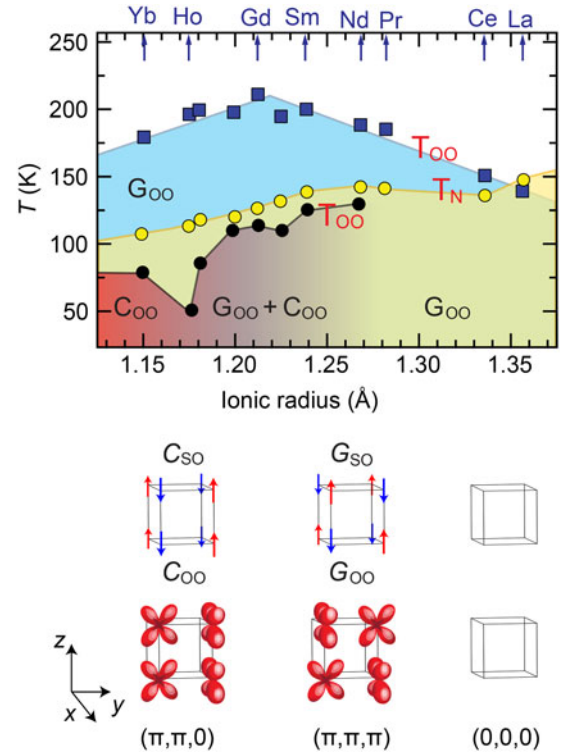 Yb Ho Gd Sm Nd Pr Ce La
250
200
150
100
50
T (K)
T_OO
G_OO
T_N
T_OO
C_OO G_OO + C_OO G_OO
1.15 1.20 1.25 1.30 1.35
Ionic radius (Å)
C_SO G_SO
C_OO G_OO
z
x y
(π,π,0) (π,π,π) (0,0,0)